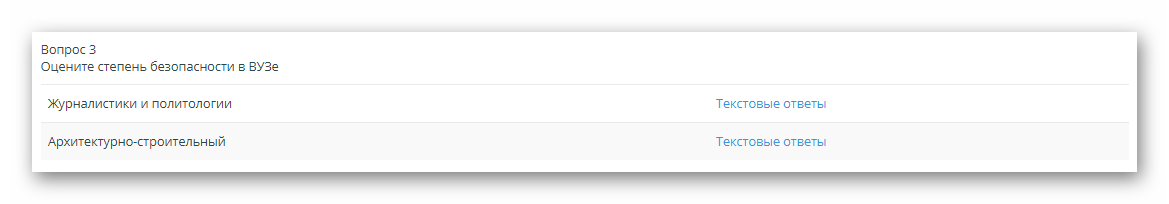 Вопрос 3
Оцените степень безопасности в ВУЗе
Журналистики и политологии Текстовые ответы
Архитектурно-строительный Текстовые ответы